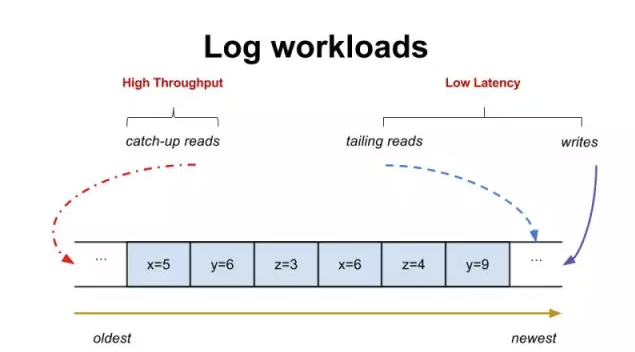 Log workloads
High Throughput
Low Latency
catch-up reads
tailing reads
writes
... x=5 y=6 z=3 x=6 z=4 y=9 ...
oldest
newest